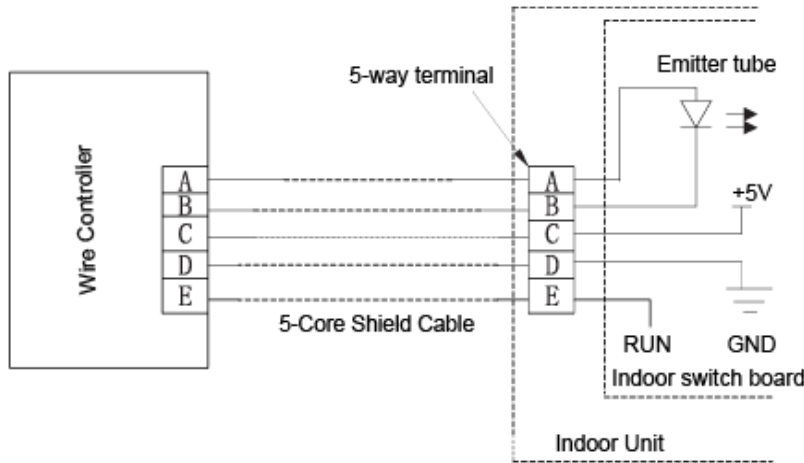 5-way terminal
Emitter tube
Wire Controller
A
B
C
D
E
A
B
C
D
E
+5V
5-Core Shield Cable
RUN
GND
Indoor switch board
Indoor Unit